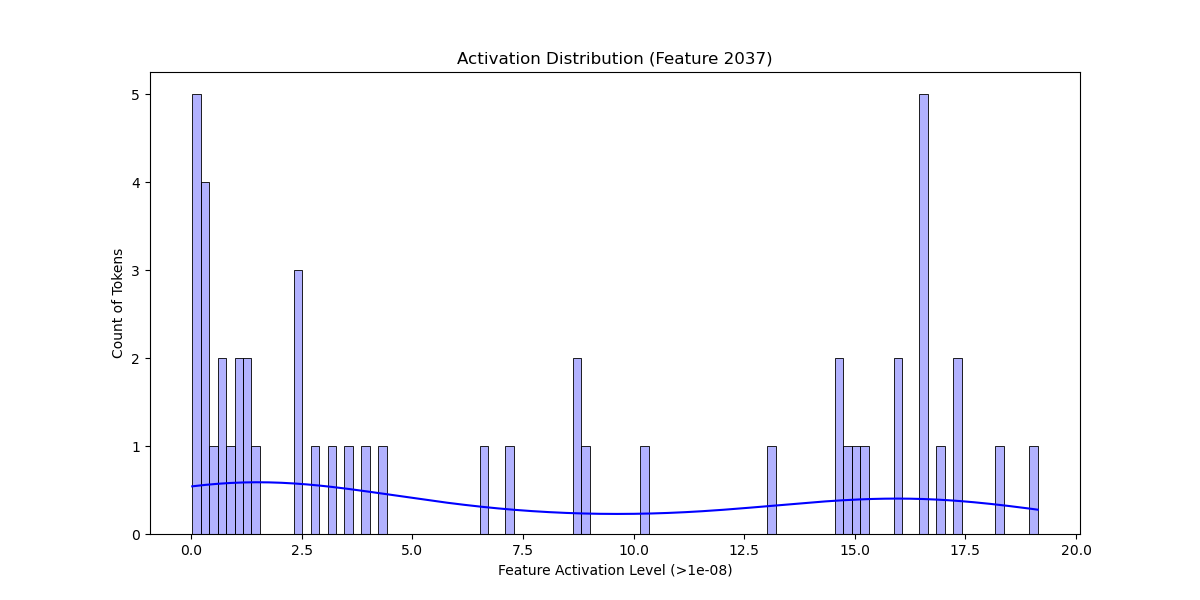 Activation Distribution (Feature 2037)
Count of Tokens
5
4
3
2
1
0
0.0 2.5 5.0 7.5 10.0 12.5 15.0 17.5 20.0
Feature Activation Level (>1e-08)